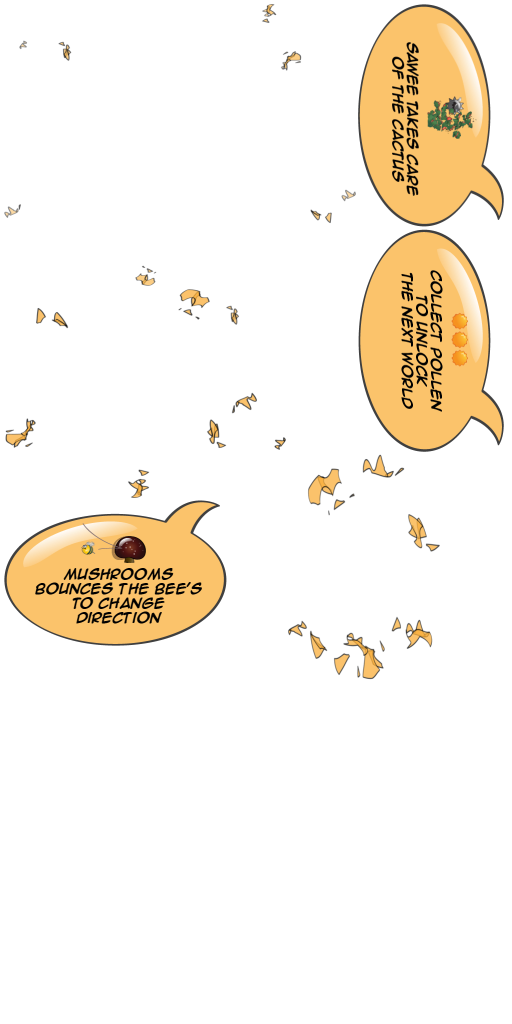 SAWEE TAKES CARE
OF THE CACTUS
COLLECT POLLEN
TO UNLOCK
THE NEXT WORLD
MUSHROOMS
BOUNCES THE BEE'S
TO CHANGE
DIRECTION